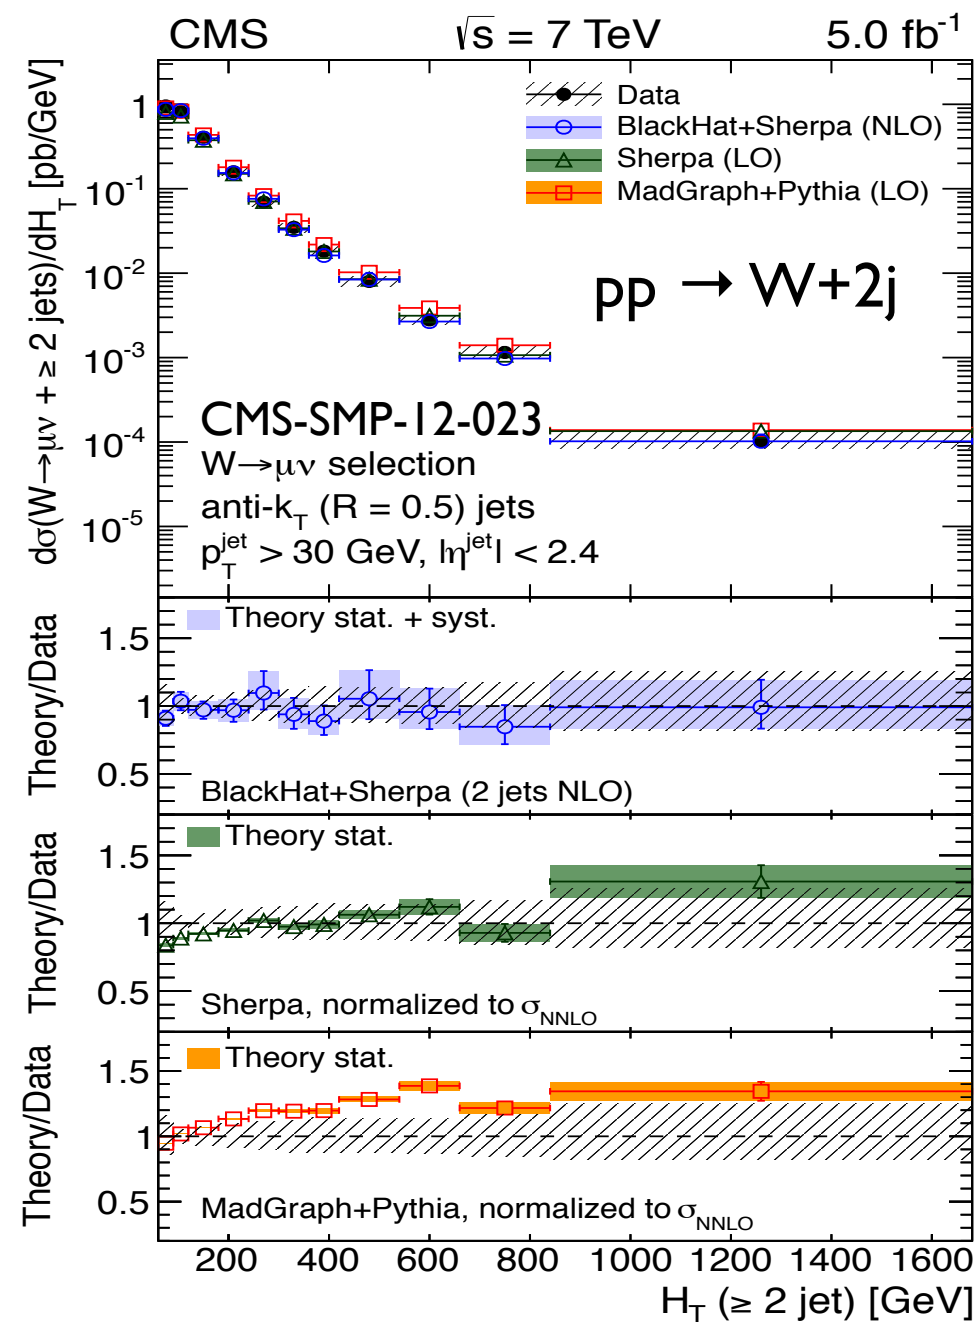 CMS √s = 7 TeV 5.0 fb⁻¹
dσ(W→μν + ≥ 2 jets)/dH_T [pb/GeV]
1
10⁻¹
10⁻²
10⁻³
10⁻⁴
10⁻⁵
Data
BlackHat+Sherpa (NLO)
Sherpa (LO)
MadGraph+Pythia (LO)
pp → W+2j
CMS-SMP-12-023
W→μν selection
anti-k_T (R = 0.5) jets
p_T^jet > 30 GeV, |η^jet| < 2.4
Theory/Data
1.5
1
0.5
Theory stat. + syst.
BlackHat+Sherpa (2 jets NLO)
Theory/Data
1.5
1
0.5
Theory stat.
Sherpa, normalized to σ_NNLO
Theory/Data
1.5
1
0.5
Theory stat.
MadGraph+Pythia, normalized to σ_NNLO
200 400 600 800 1000 1200 1400 1600
H_T (≥ 2 jet) [GeV]